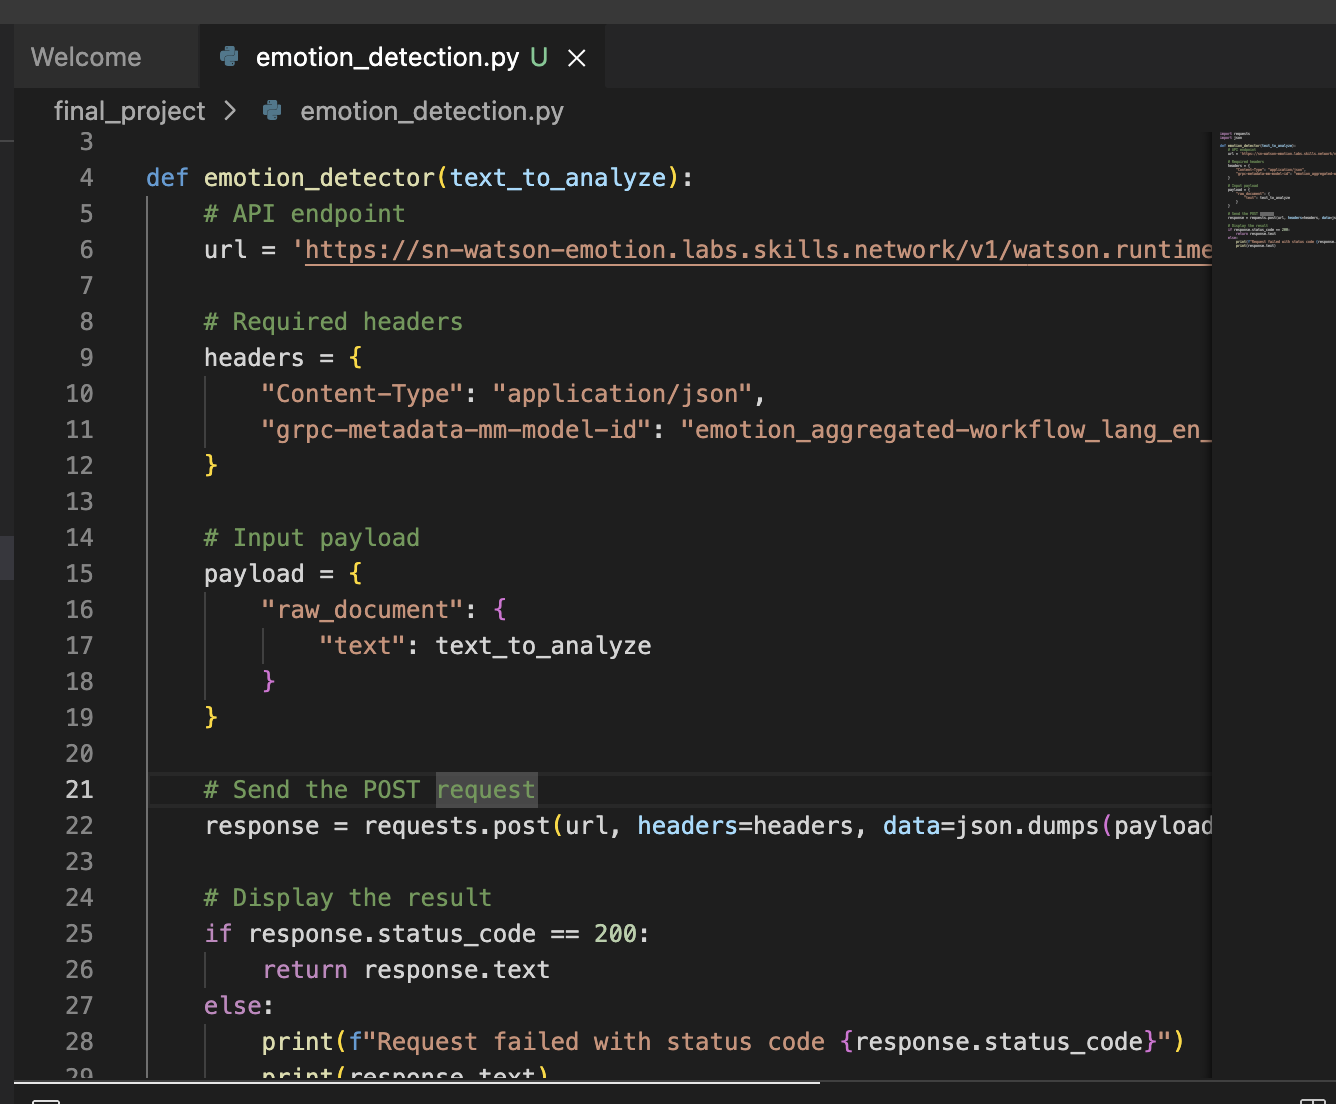 Welcome
emotion_detection.py U
final_project > emotion_detection.py
3
4 def emotion_detector(text_to_analyze):
5 # API endpoint
6 url = 'https://sn-watson-emotion.labs.skills.network/v1/watson.runtime
7
8 # Required headers
9 headers = {
10 "Content-Type": "application/json",
11 "grpc-metadata-mm-model-id": "emotion_aggregated-workflow_lang_en_
12 }
13
14 # Input payload
15 payload = {
16 "raw_document": {
17 "text": text_to_analyze
18 }
19 }
20
21 # Send the POST request
22 response = requests.post(url, headers=headers, data=json.dumps(payload
23
24 # Display the result
25 if response.status_code == 200:
26 return response.text
27 else:
28 print(f"Request failed with status code {response.status_code}")
29 print(response.text)